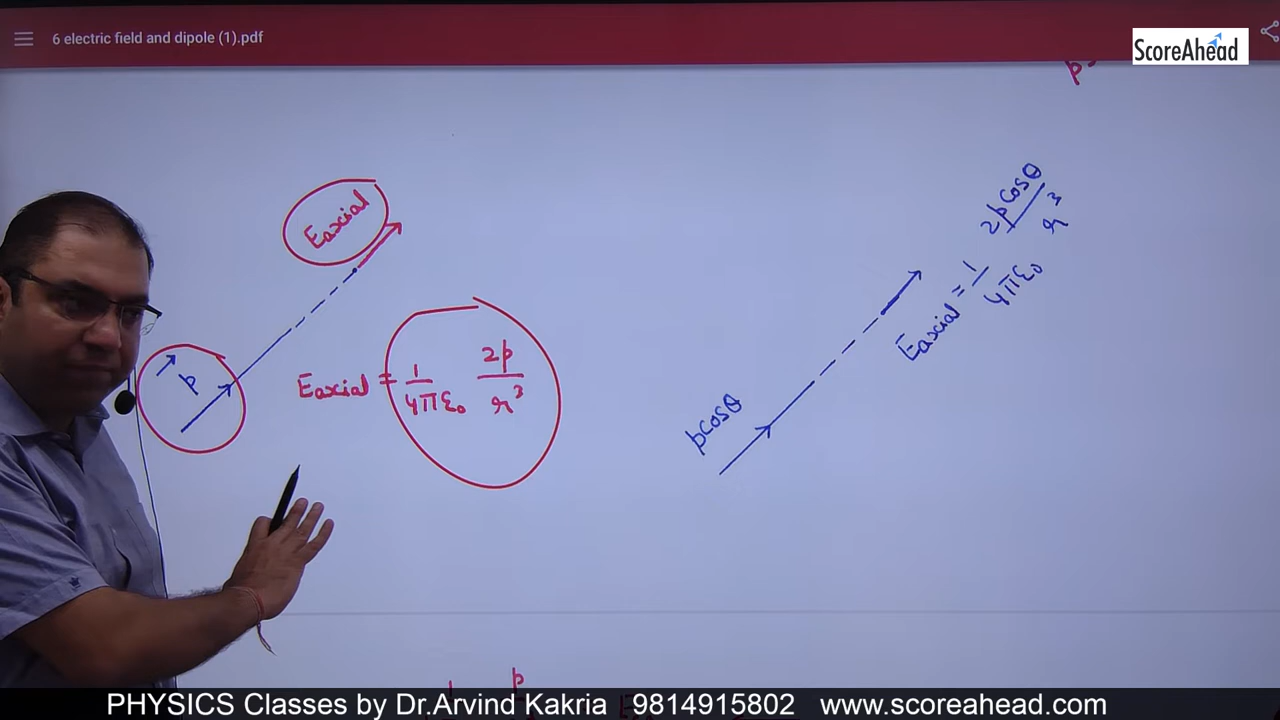 6 electric field and dipole (1).pdf
ScoreAhead
Eaxial
p
Eaxial = 1/4πε₀ 2p/r³
pcosθ
Eaxial = 1/4πε₀ 2pcosθ/r³
p
PHYSICS Classes by Dr.Arvind Kakria 9814915802 www.scoreahead.com